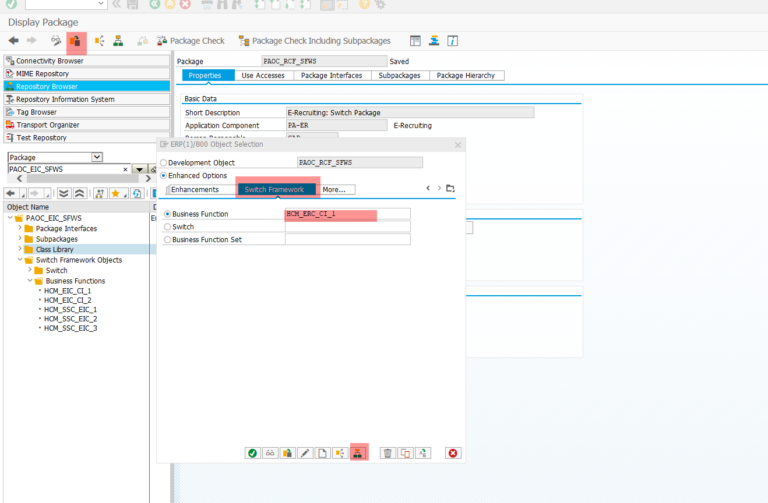 Display Package
Package Check
Package Check Including Subpackages
Connectivity Browser
MIME Repository
Repository Browser
Repository Information System
Tag Browser
Transport Organizer
Test Repository
Package
PAOC_EIC_SFWS
Object Name
D
PAOC_EIC_SFWS
Package Interfaces
Subpackages
Class Library
Switch Framework Objects
Switch
Business Functions
HCM_EIC_CI_1
HCM_EIC_CI_2
HCM_SSC_EIC_1
HCM_SSC_EIC_2
HCM_SSC_EIC_3
Package PAOC_RCF_SFWS Saved
Properties Use Accesses Package Interfaces Subpackages Package Hierarchy
Basic Data
Short Description E-Recruiting: Switch Package
Application Component PA-ER E-Recruiting
ERP(1)/800 Object Selection
Development Object PAOC_RCF_SFWS
Enhanced Options
Enhancements Switch Framework More...
Business Function HCM_ERC_CI_1
Switch
Business Function Set